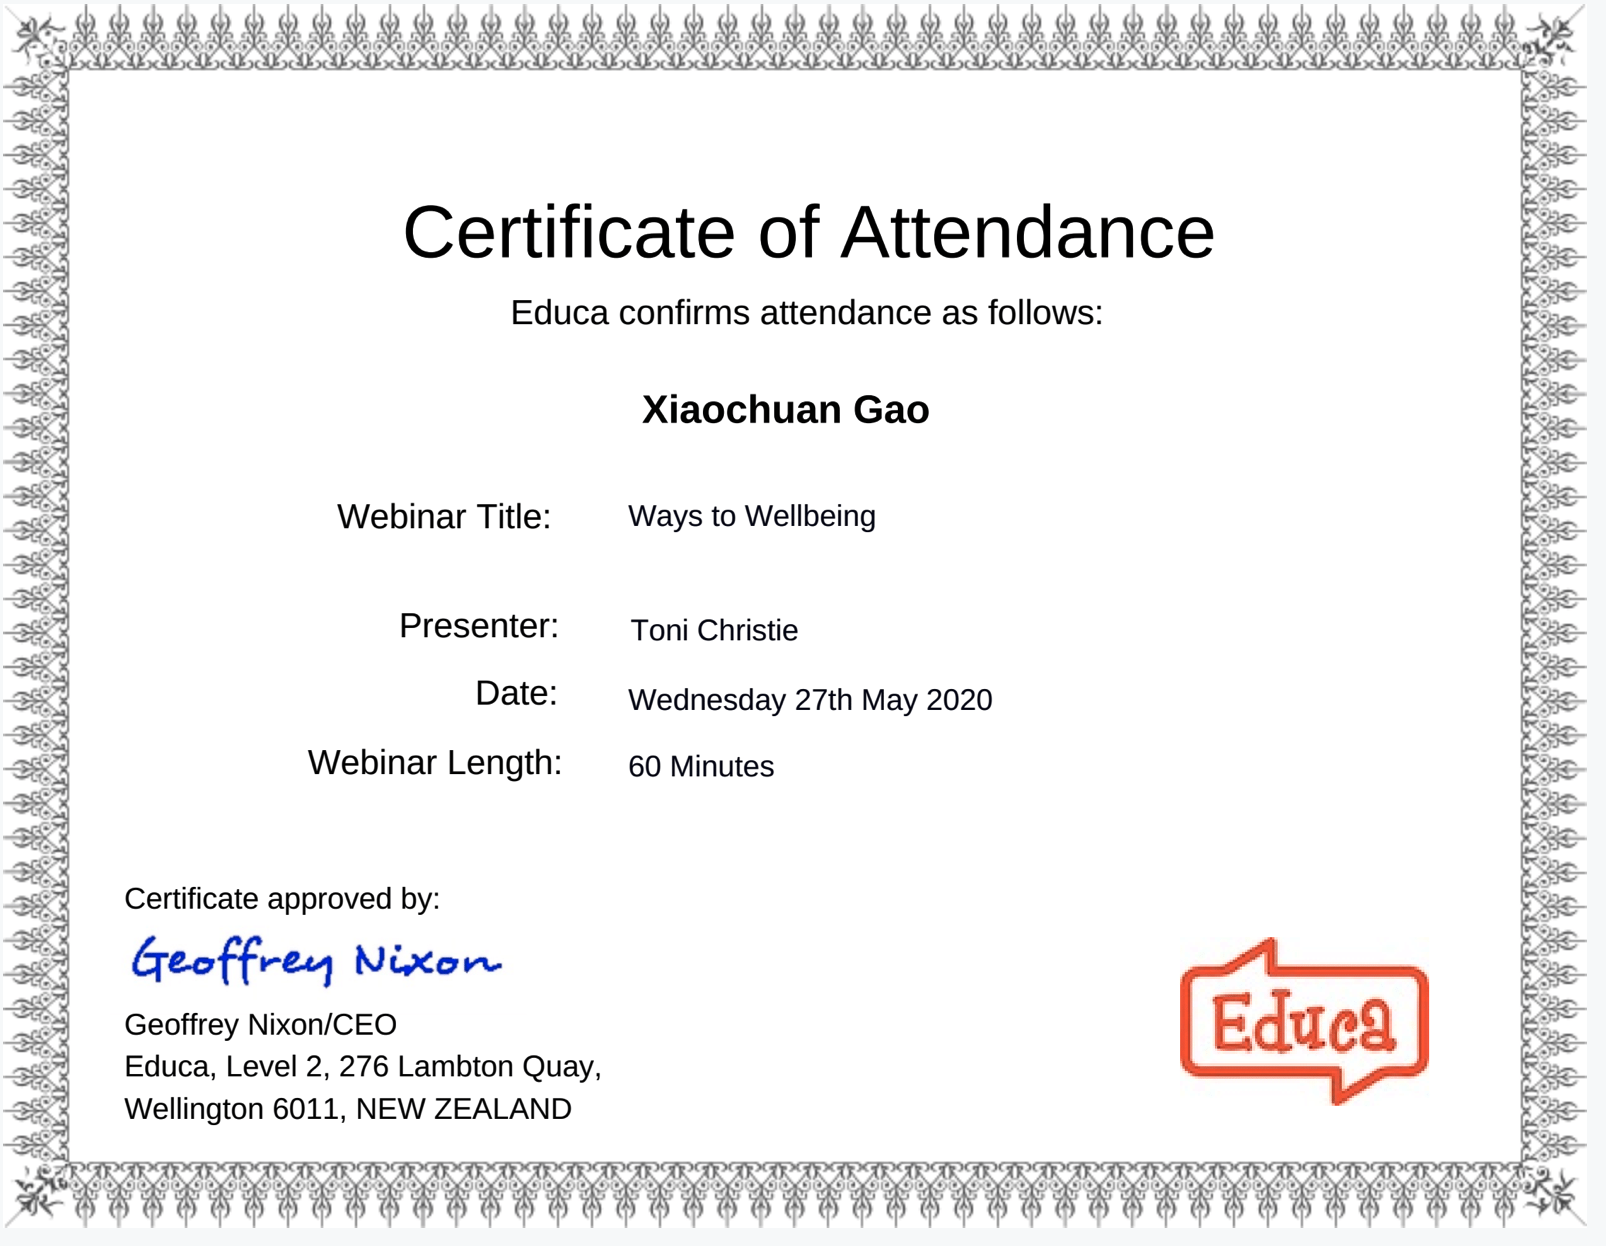 Certificate of Attendance
Educa confirms attendance as follows:
Xiaochuan Gao
Webinar Title: Ways to Wellbeing
Presenter: Toni Christie
Date: Wednesday 27th May 2020
Webinar Length: 60 Minutes
Certificate approved by:
Geoffrey Nixon
Geoffrey Nixon/CEO
Educa, Level 2, 276 Lambton Quay,
Wellington 6011, NEW ZEALAND
Educa